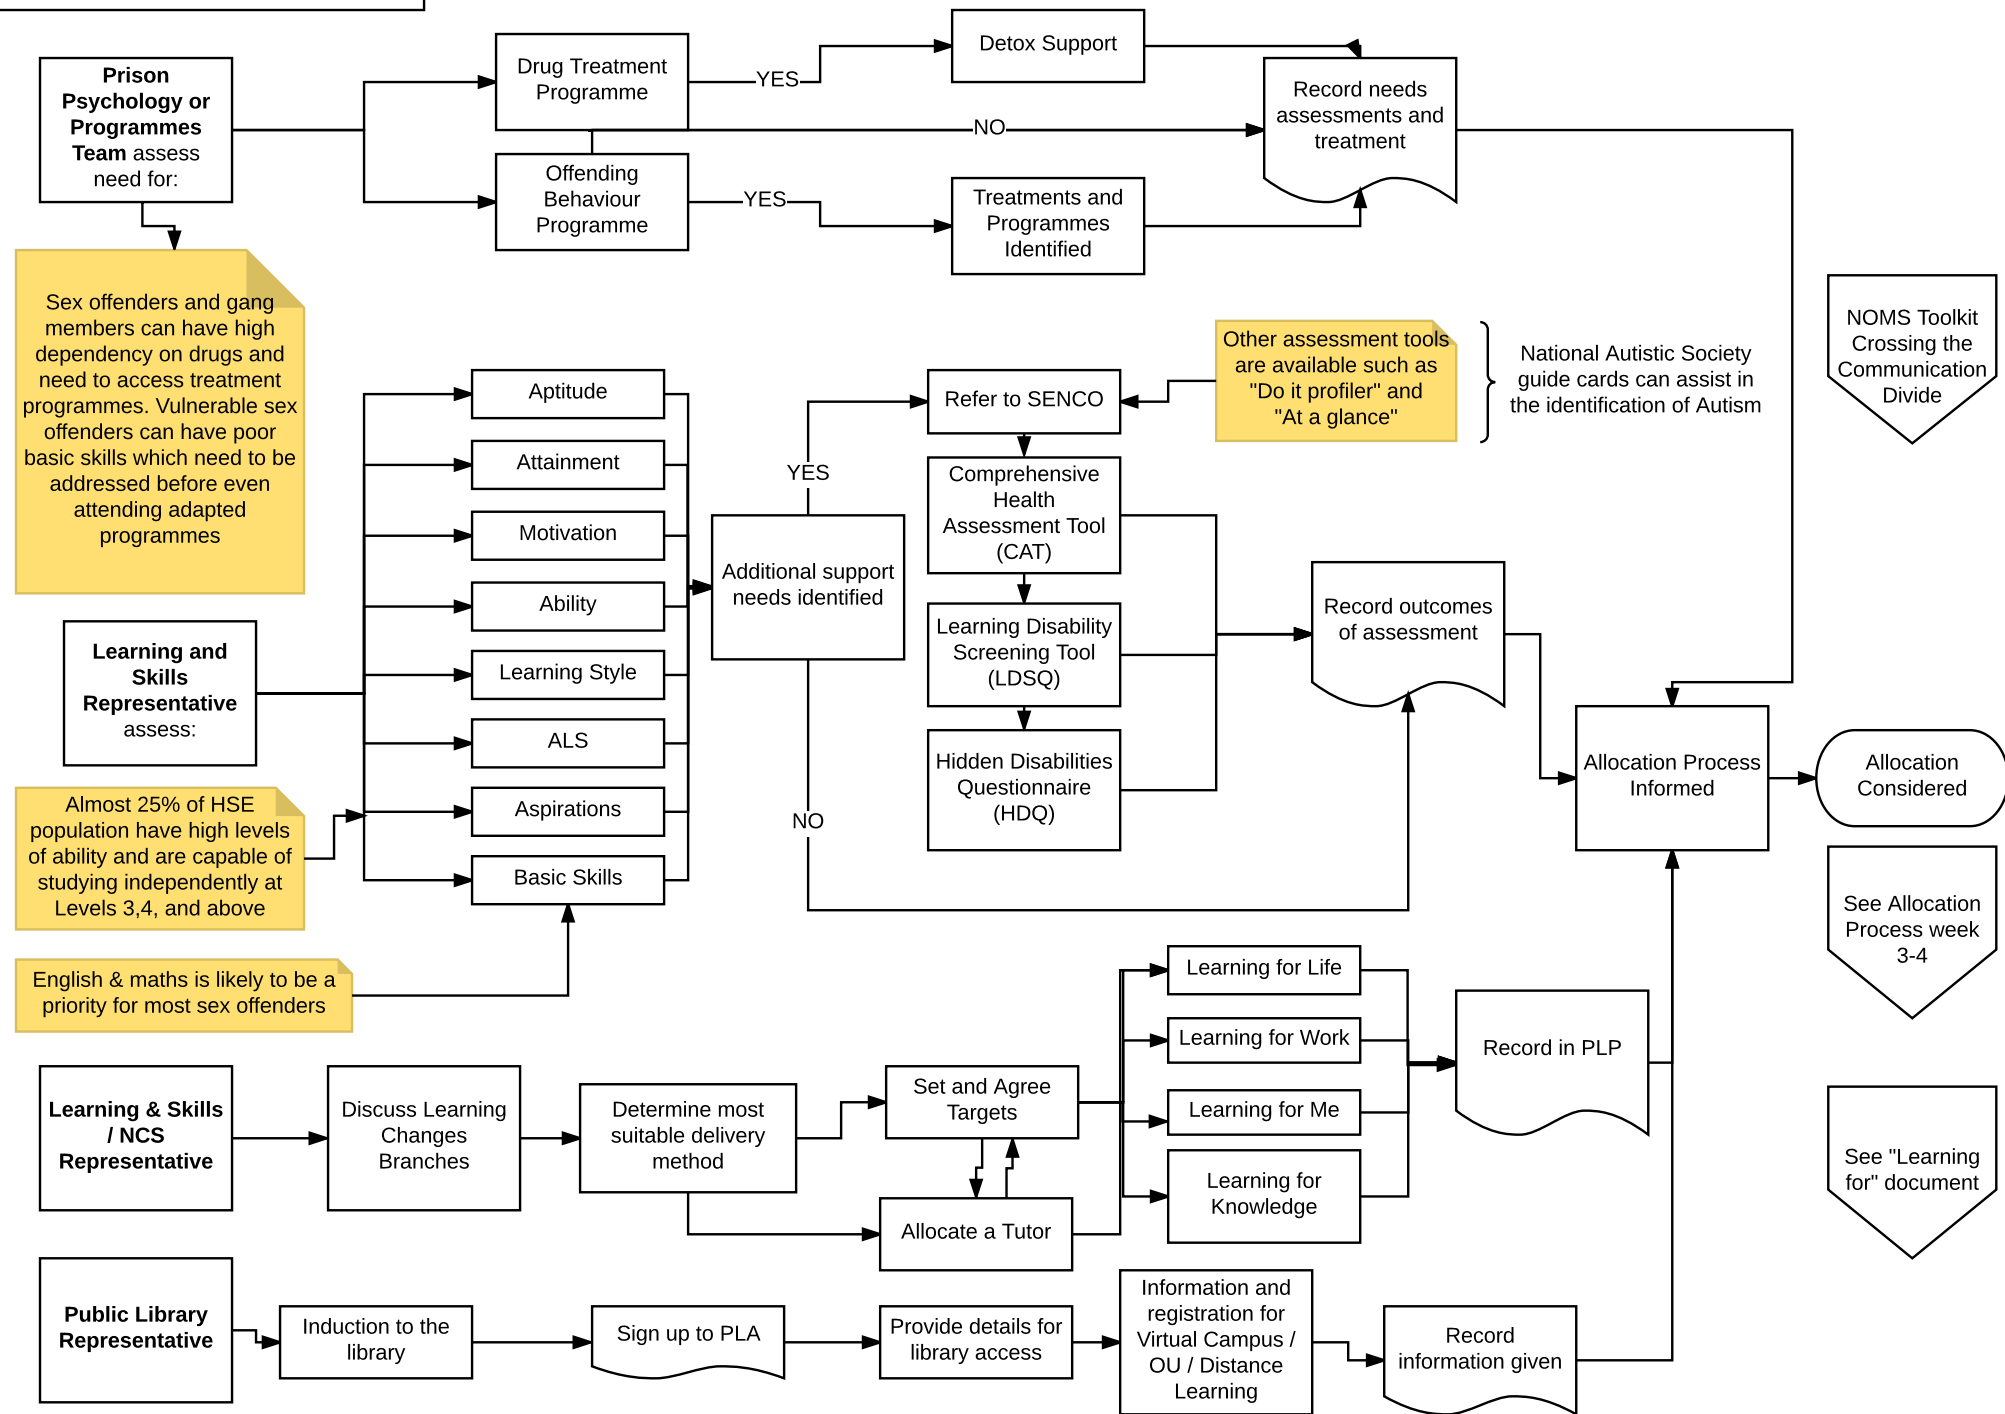 Prison
Psychology or
Programmes
Team assess
need for:
Drug Treatment
Programme
YES
Detox Support
Record needs
assessments and
treatment
NO
Offending
Behaviour
Programme
YES
Treatments and
Programmes
Identified
Sex offenders and gang
members can have high
dependency on drugs and
need to access treatment
programmes. Vulnerable sex
offenders can have poor
basic skills which need to be
addressed before even
attending adapted
programmes
NOMS Toolkit
Crossing the
Communication
Divide
Other assessment tools
are available such as
"Do it profiler" and
"At a glance"
National Autistic Society
guide cards can assist in
the identification of Autism
Learning and
Skills
Representative
assess:
Aptitude
Attainment
Motivation
Ability
Learning Style
ALS
Aspirations
Basic Skills
Additional support
needs identified
YES
NO
Refer to SENCO
Comprehensive
Health
Assessment Tool
(CAT)
Learning Disability
Screening Tool
(LDSQ)
Hidden Disabilities
Questionnaire
(HDQ)
Record outcomes
of assessment
Allocation Process
Informed
Allocation
Considered
Almost 25% of HSE
population have high levels
of ability and are capable of
studying independently at
Levels 3,4, and above
English & maths is likely to be a
priority for most sex offenders
See Allocation
Process week
3-4
Learning & Skills
/ NCS
Representative
Discuss Learning
Changes
Branches
Determine most
suitable delivery
method
Set and Agree
Targets
Allocate a Tutor
Learning for Life
Learning for Work
Learning for Me
Learning for
Knowledge
Record in PLP
See "Learning
for" document
Public Library
Representative
Induction to the
library
Sign up to PLA
Provide details for
library access
Information and
registration for
Virtual Campus /
OU / Distance
Learning
Record
information given